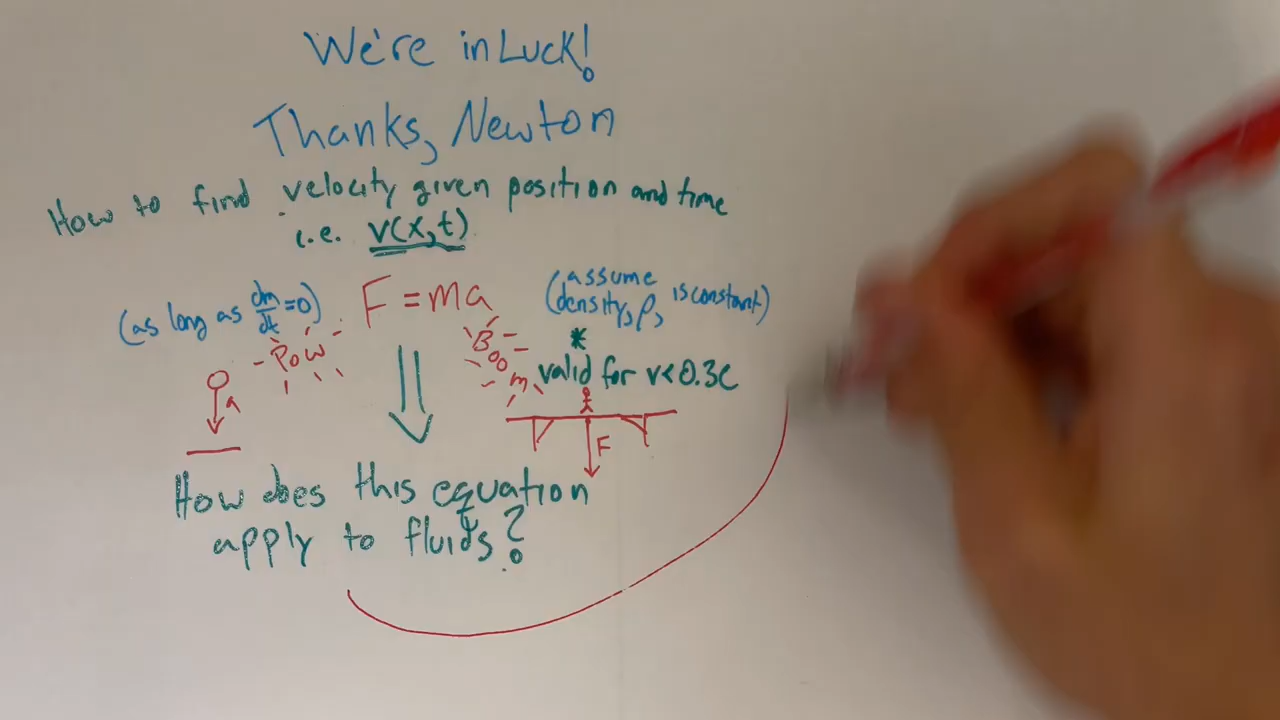 We're in Luck!
Thanks, Newton
How to find velocity given position and time
i.e. v(x,t)
(as long as dm/dt=0)
F = ma
(assume
density, ρ, is constant)
*
valid for v<0.3c
Pow
Boom
a
F
How does this equation
apply to fluids?